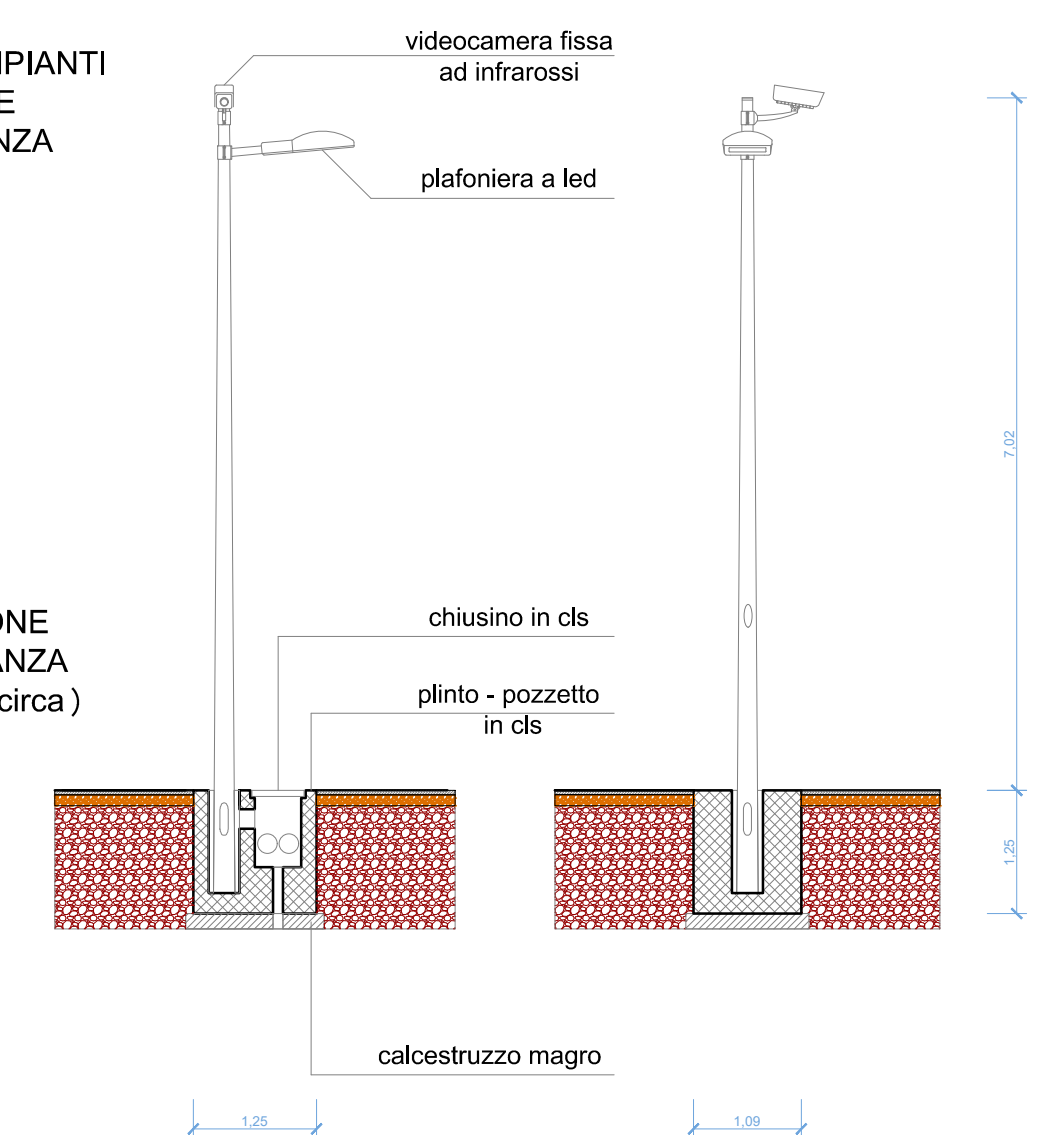 videocamera fissa
ad infrarossi
MPIANTI
E
NZA
plafoniera a led
7,02
chiusino in cls
ONE
ANZA
circa )
plinto - pozzetto
in cls
1,25
calcestruzzo magro
1,25
1,09